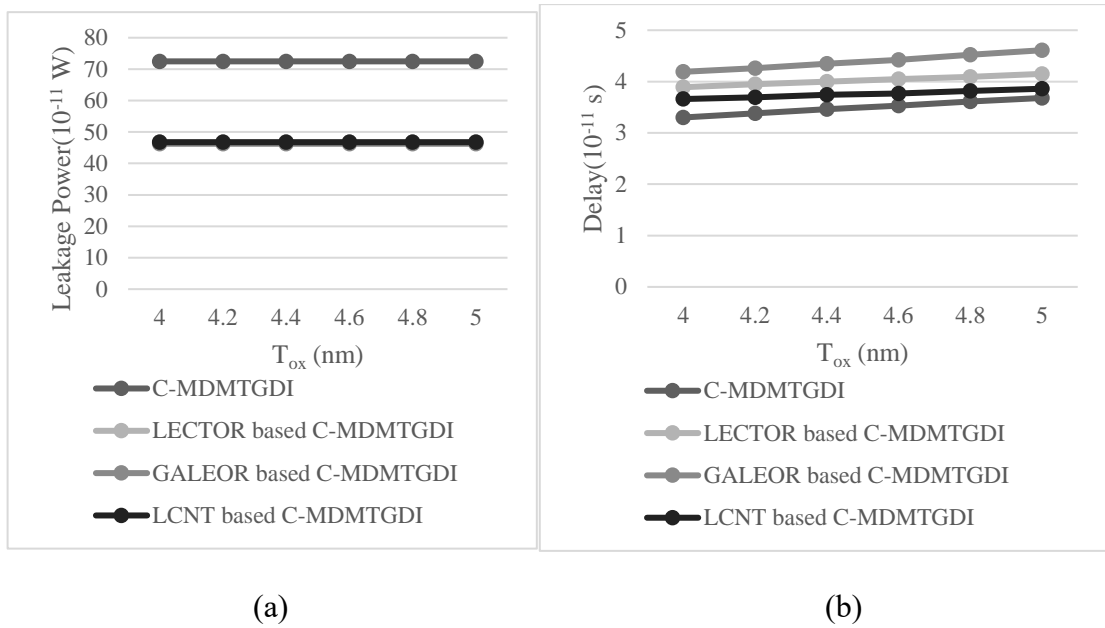 Leakage Power(10-11 W)
80
70
60
50
40
30
20
10
0
4 4.2 4.4 4.6 4.8 5
Tox (nm)
C-MDMTGDI
LECTOR based C-MDMTGDI
GALEOR based C-MDMTGDI
LCNT based C-MDMTGDI
(a)
Delay(10-11 s)
5
4
3
2
1
0
4 4.2 4.4 4.6 4.8 5
Tox (nm)
C-MDMTGDI
LECTOR based C-MDMTGDI
GALEOR based C-MDMTGDI
LCNT based C-MDMTGDI
(b)